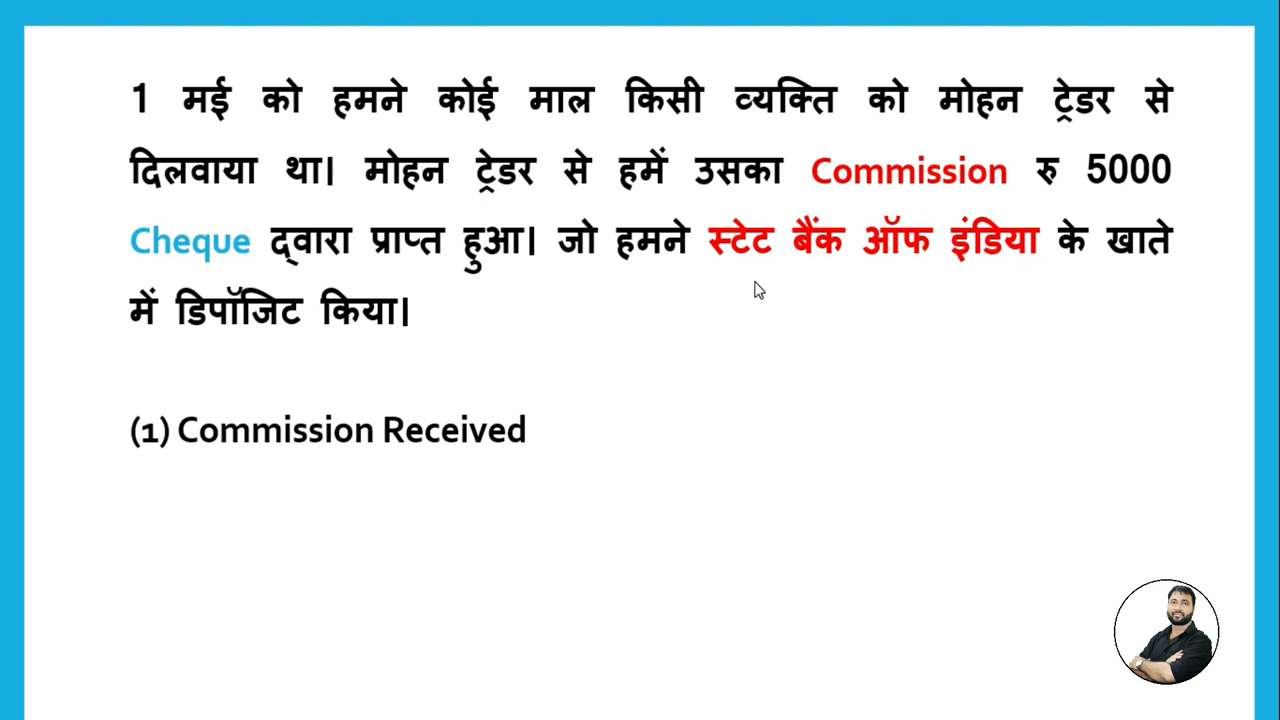 1 मई को हमने कोई माल किसी व्यक्ति को मोहन ट्रेडर से
दिलवाया था। मोहन ट्रेडर से हमें उसका Commission रु 5000
Cheque द्वारा प्राप्त हुआ। जो हमने स्टेट बैंक ऑफ इंडिया के खाते
में डिपॉजिट किया।
(1) Commission Received